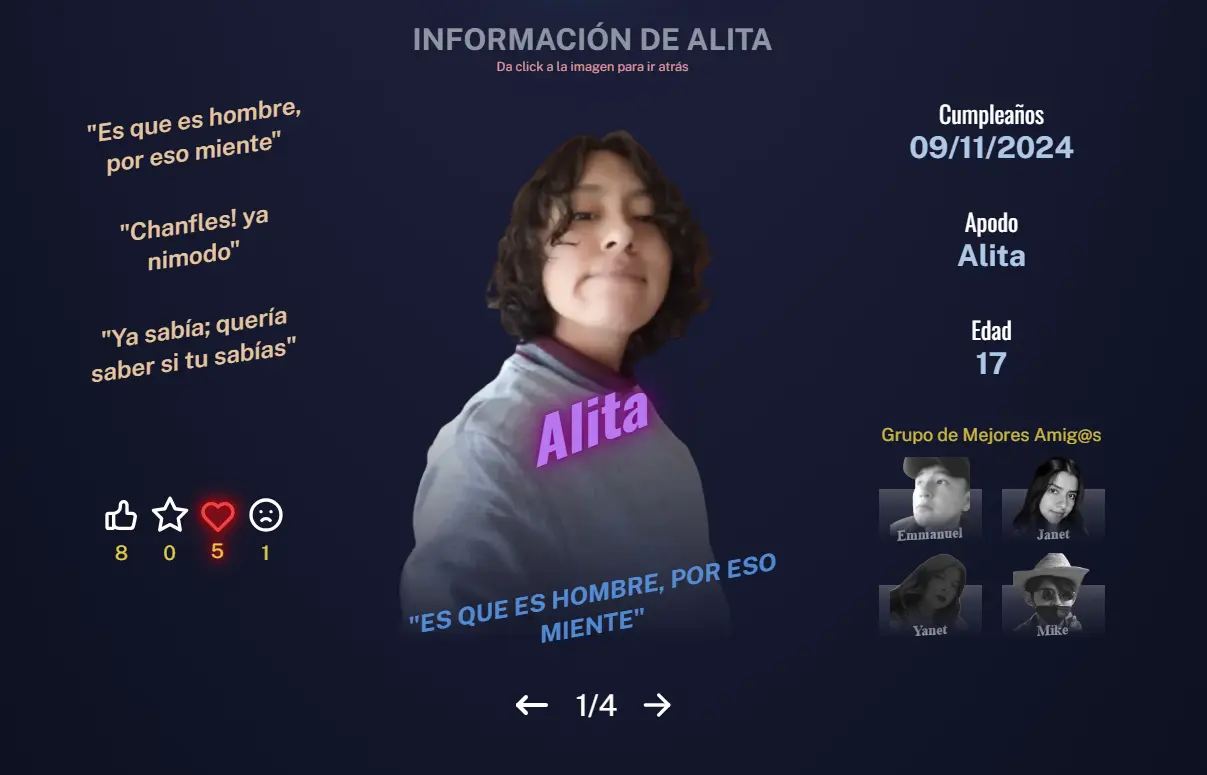 INFORMACIÓN DE ALITA
Da click a la imagen para ir atrás
"Es que es hombre,
por eso miente"
"Chanfles! ya
nimodo"
"Ya sabía; quería
saber si tu sabías"
8 0 5 1
Alita
"ES QUE ES HOMBRE, POR ESO
MIENTE"
1/4
Cumpleaños
09/11/2024
Apodo
Alita
Edad
17
Grupo de Mejores Amig@s
Emmanuel Janet
Yanet Mike